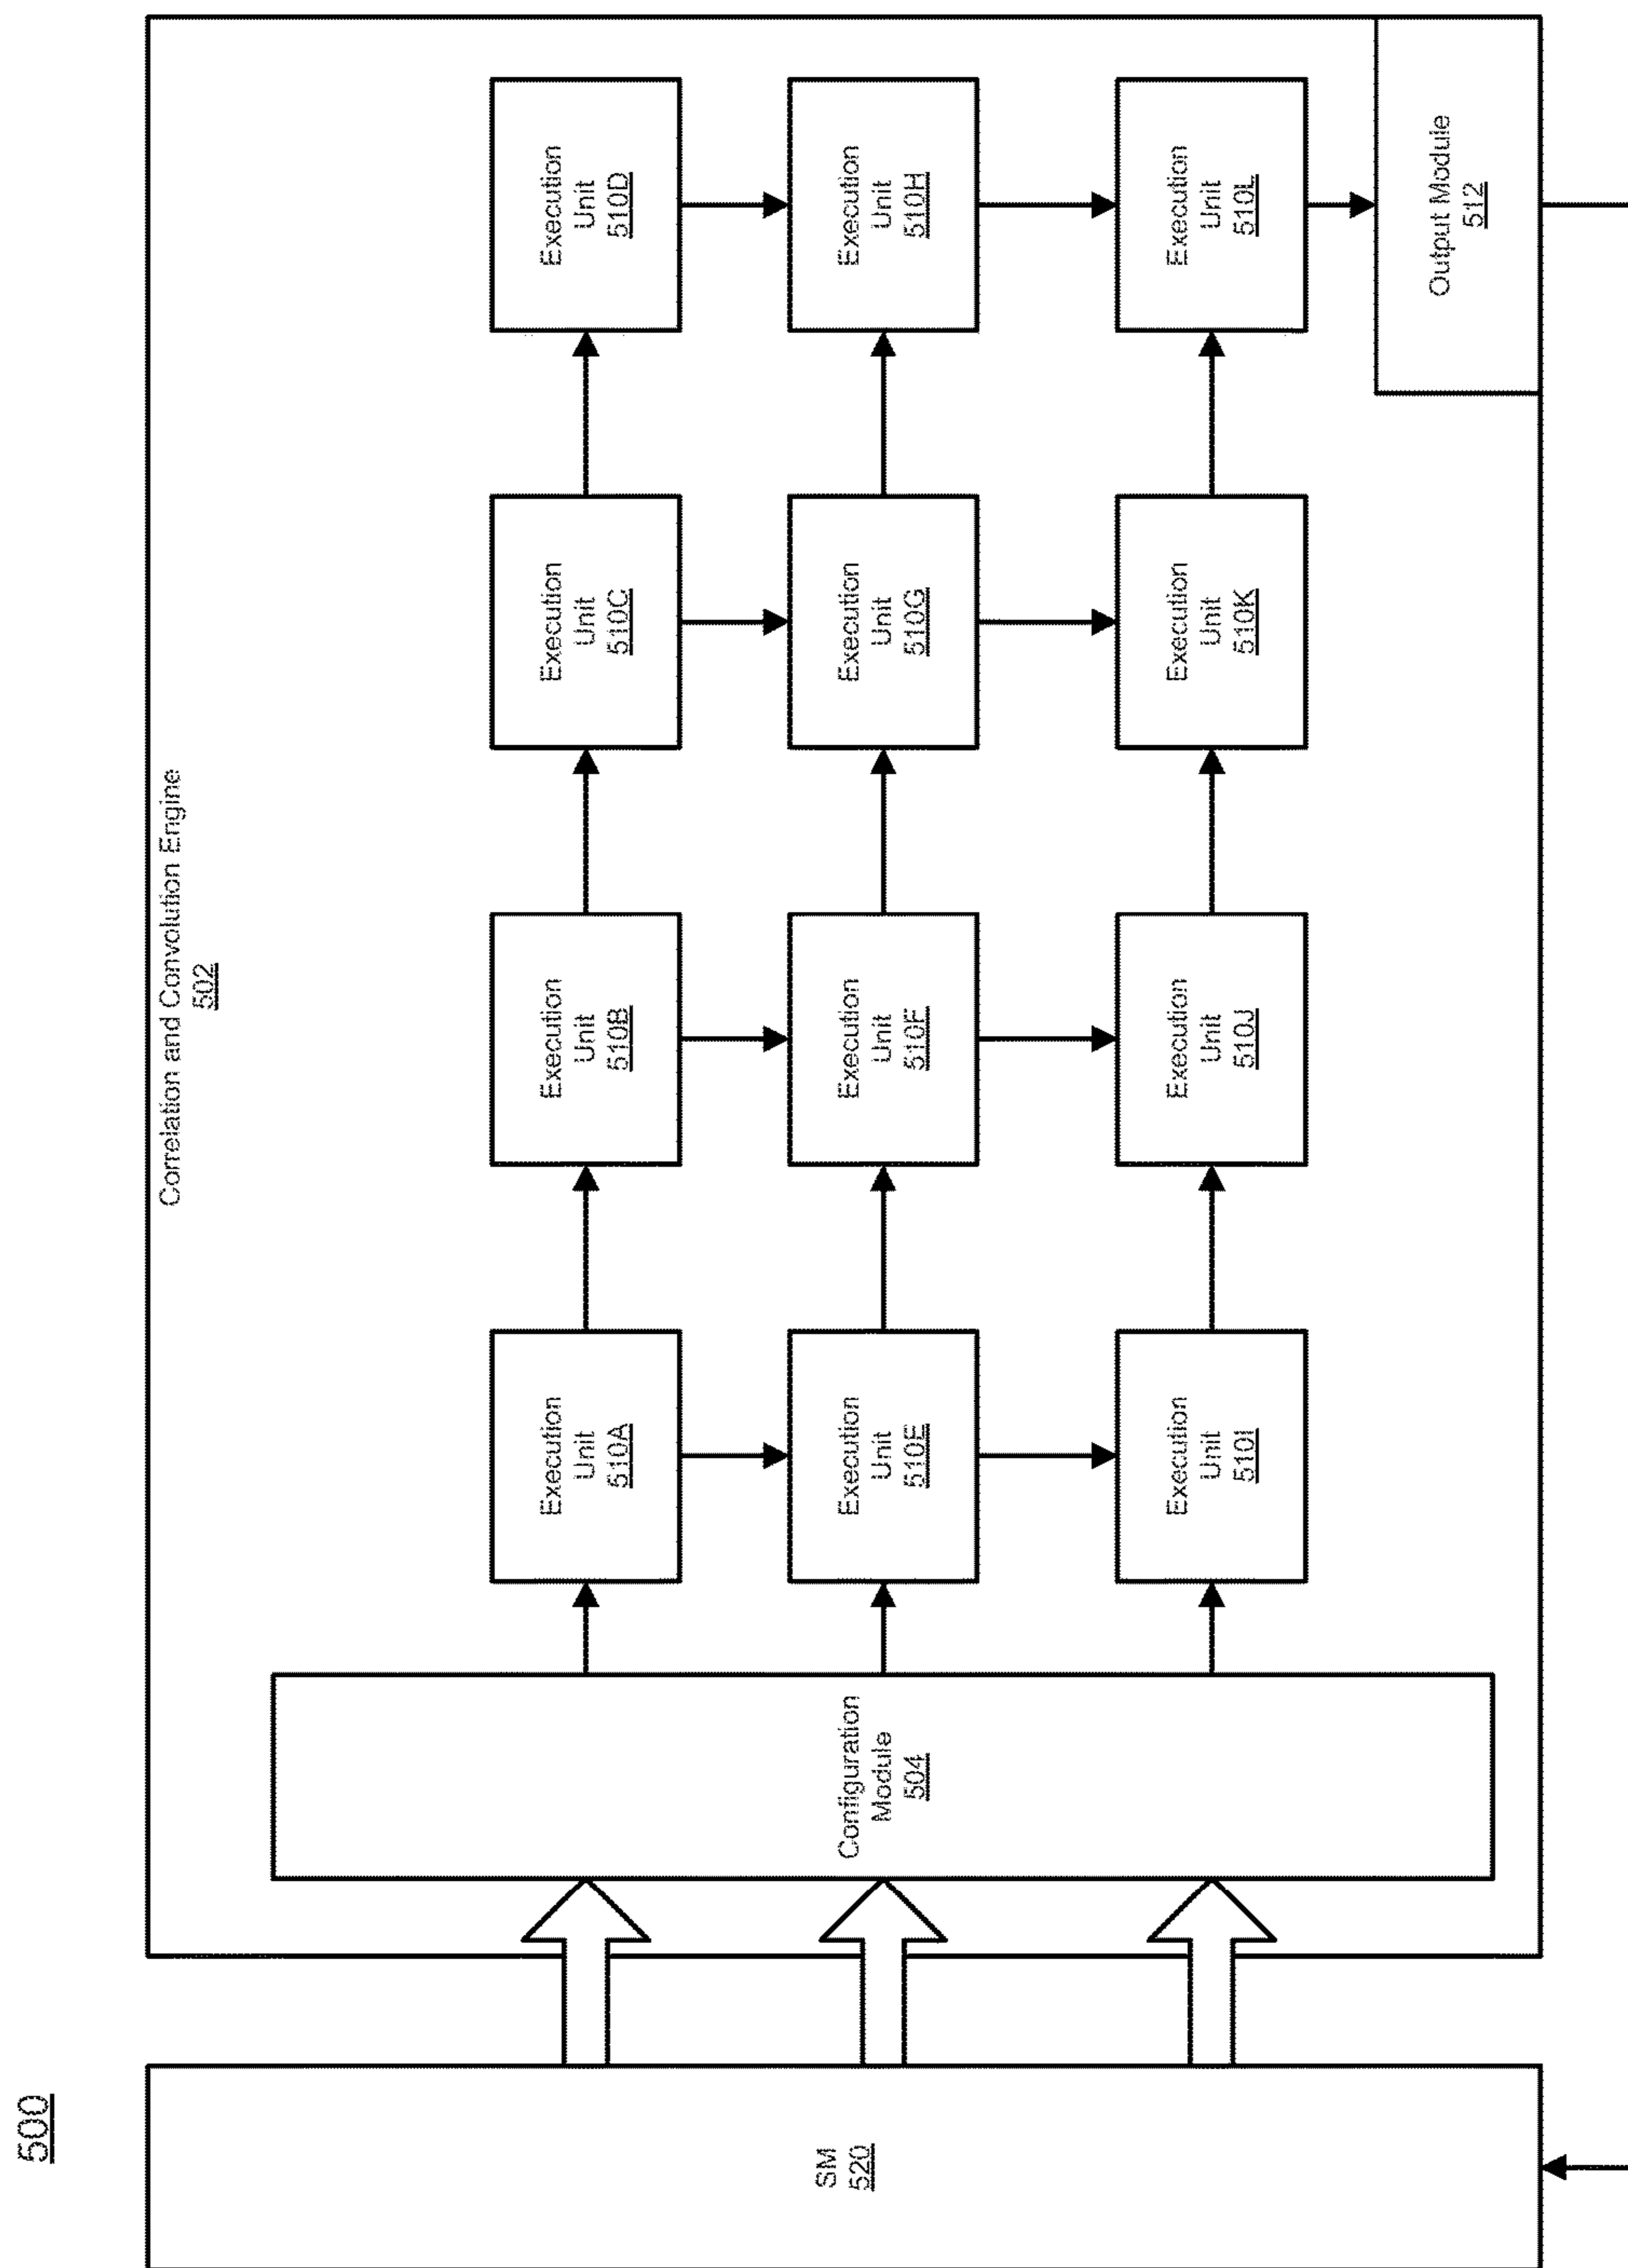 500
Correlation and Convolution Engine
502
SM
520
Configuration
Module
504
Execution
Unit
510A
Execution
Unit
510B
Execution
Unit
510C
Execution
Unit
510D
Execution
Unit
510E
Execution
Unit
510F
Execution
Unit
510G
Execution
Unit
510H
Execution
Unit
510I
Execution
Unit
510J
Execution
Unit
510K
Execution
Unit
510L
Output Module
512